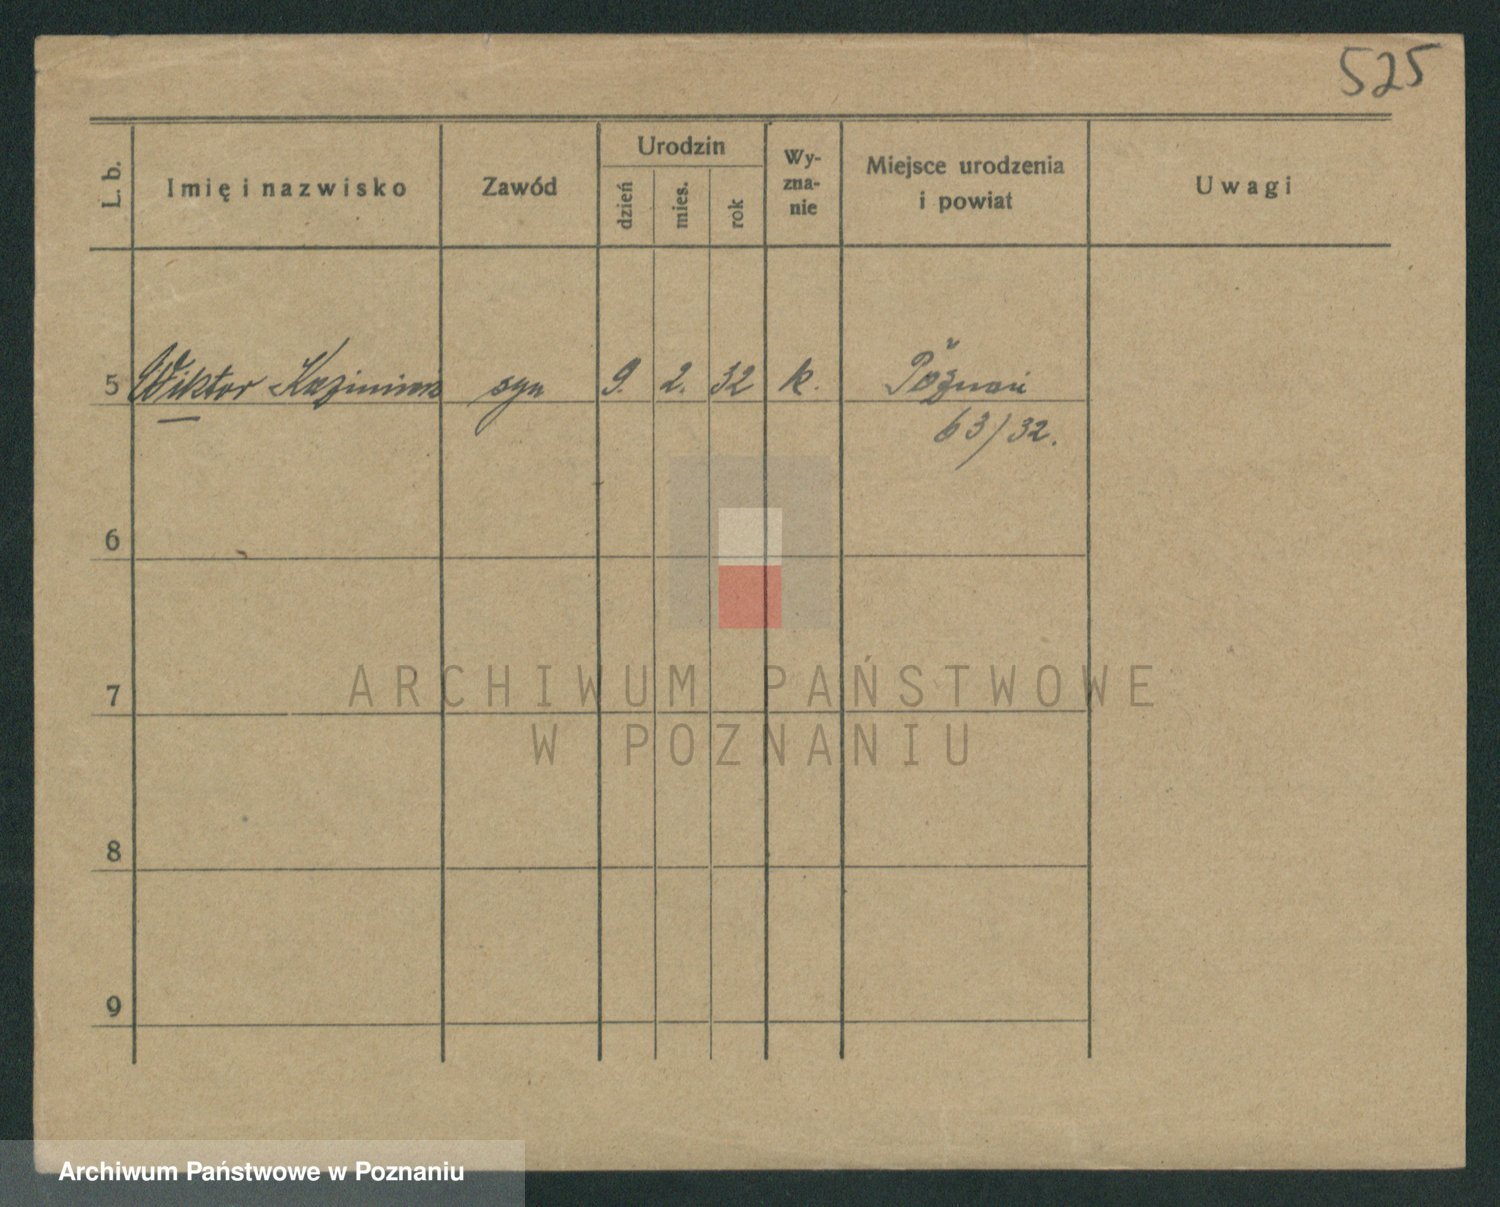 525
L. b.
Imię i nazwisko
Zawód
Urodzin
dzień
mies.
rok
Wy-
zna-
nie
Miejsce urodzenia
i powiat
Uwagi
5 Wiktor Kazimierz syn 9. 2. 32 k. Poznań
63/32.
6
7
8
9
ARCHIWUM PAŃSTWOWE
W POZNANIU
Archiwum Państwowe w Poznaniu